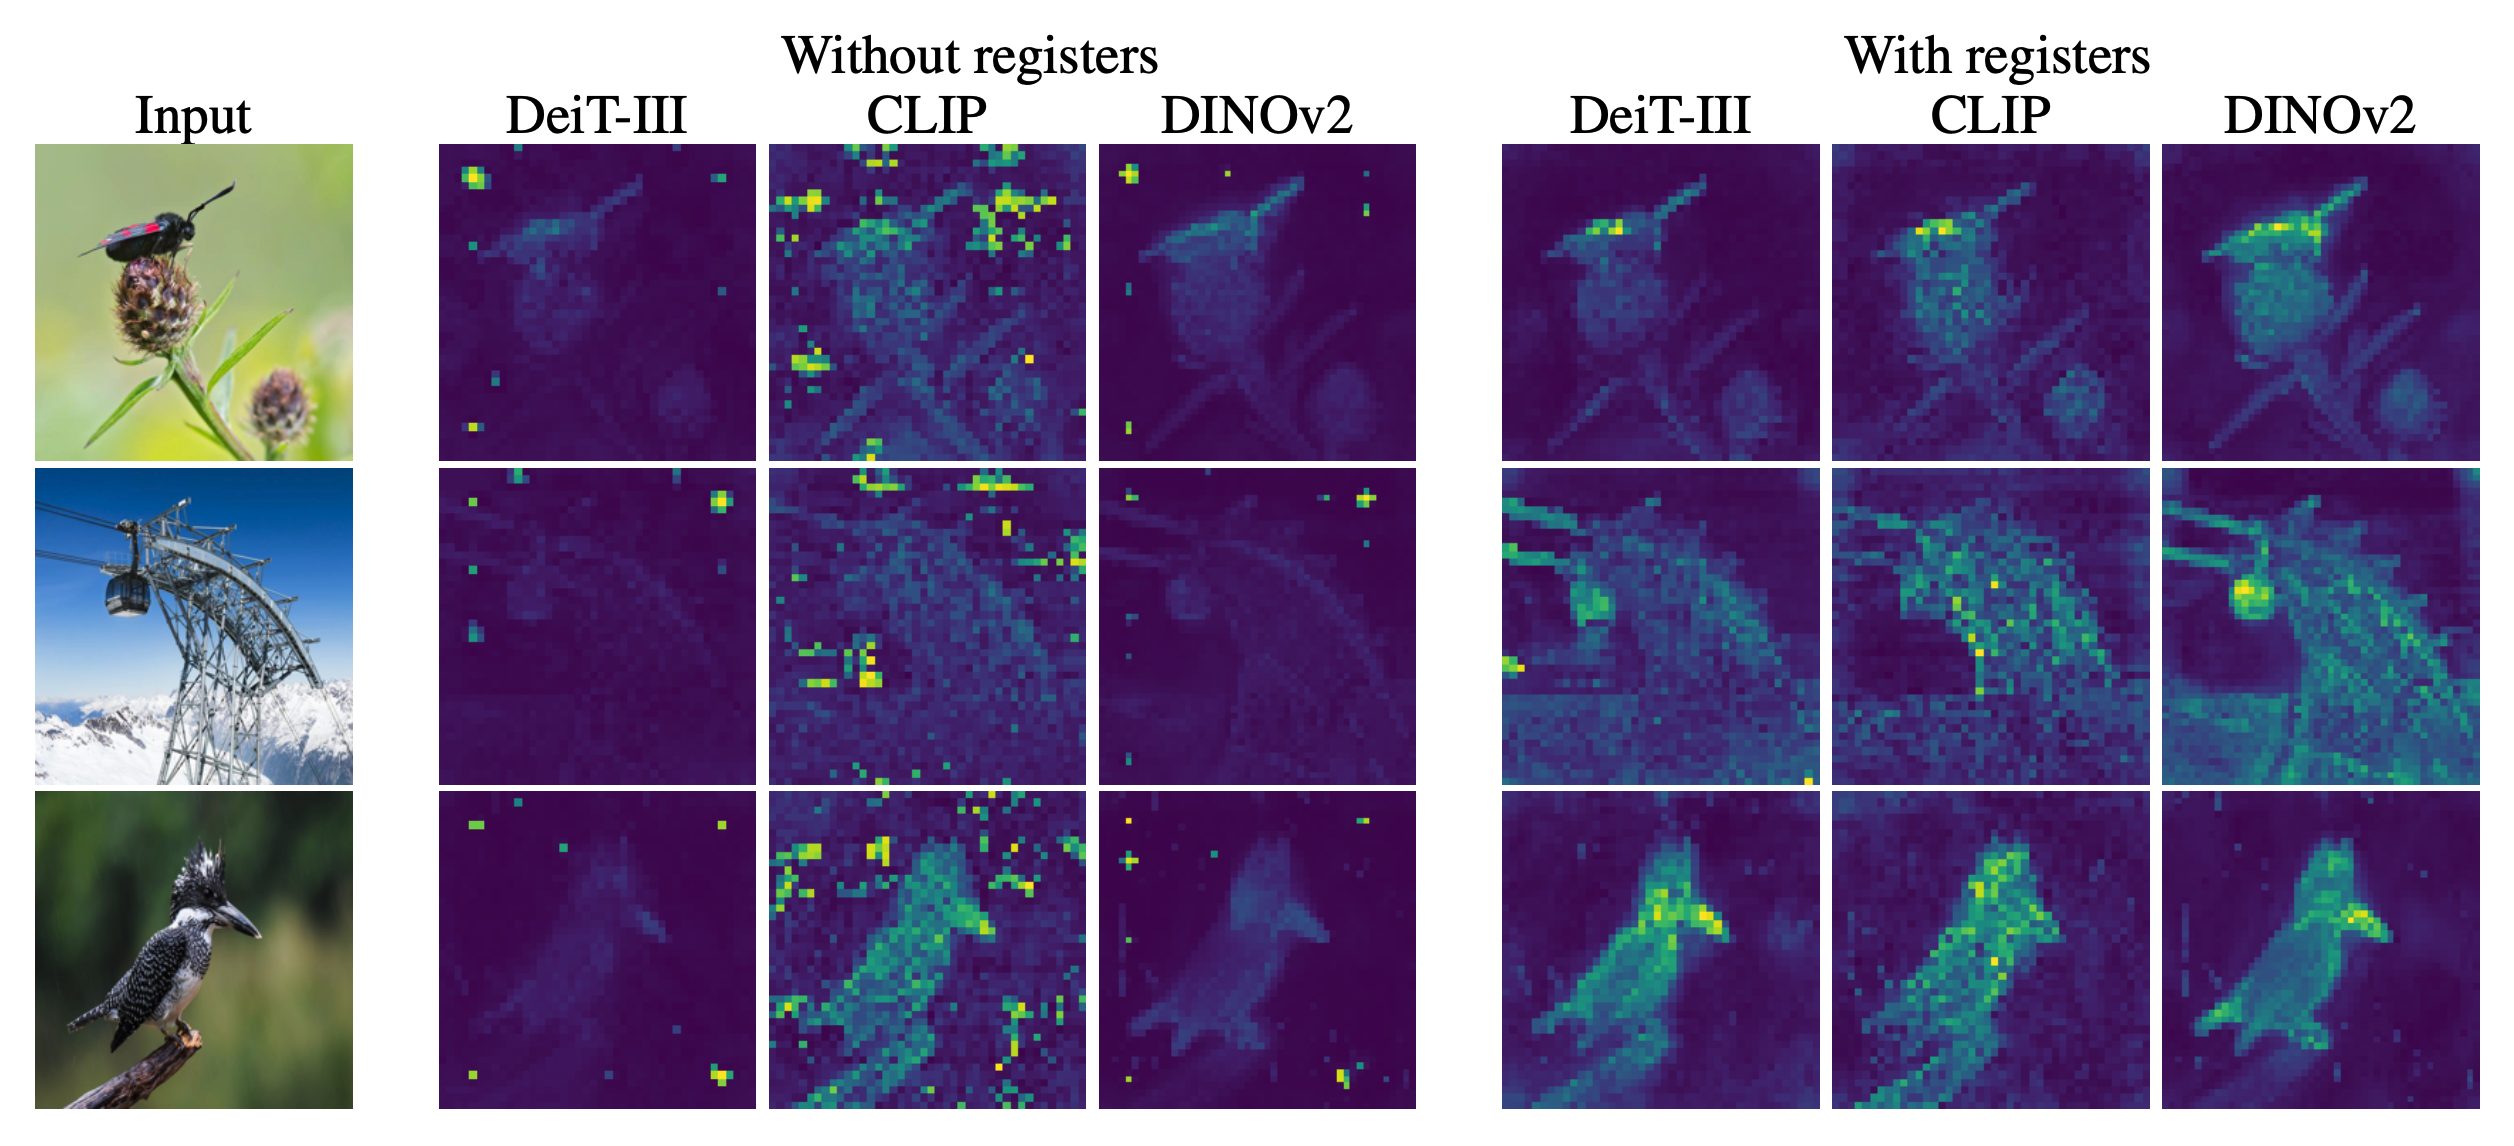 Without registers
With registers
Input
DeiT-III
CLIP
DINOv2
DeiT-III
CLIP
DINOv2